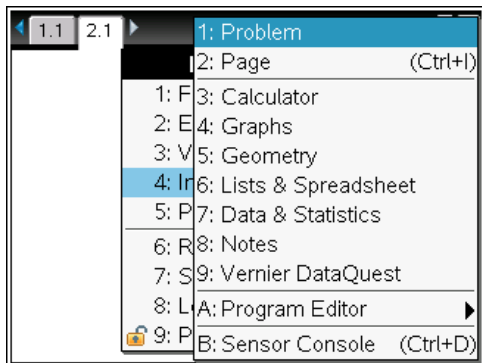 1.1 2.1
1: Problem
2: Page (Ctrl+I)
1: F
3: Calculator
2: E
4: Graphs
3: V
5: Geometry
4: In
6: Lists & Spreadsheet
5: P
7: Data & Statistics
6: R
8: Notes
7: S
9: Vernier DataQuest
8: L
A: Program Editor
9: P
B: Sensor Console (Ctrl+D)